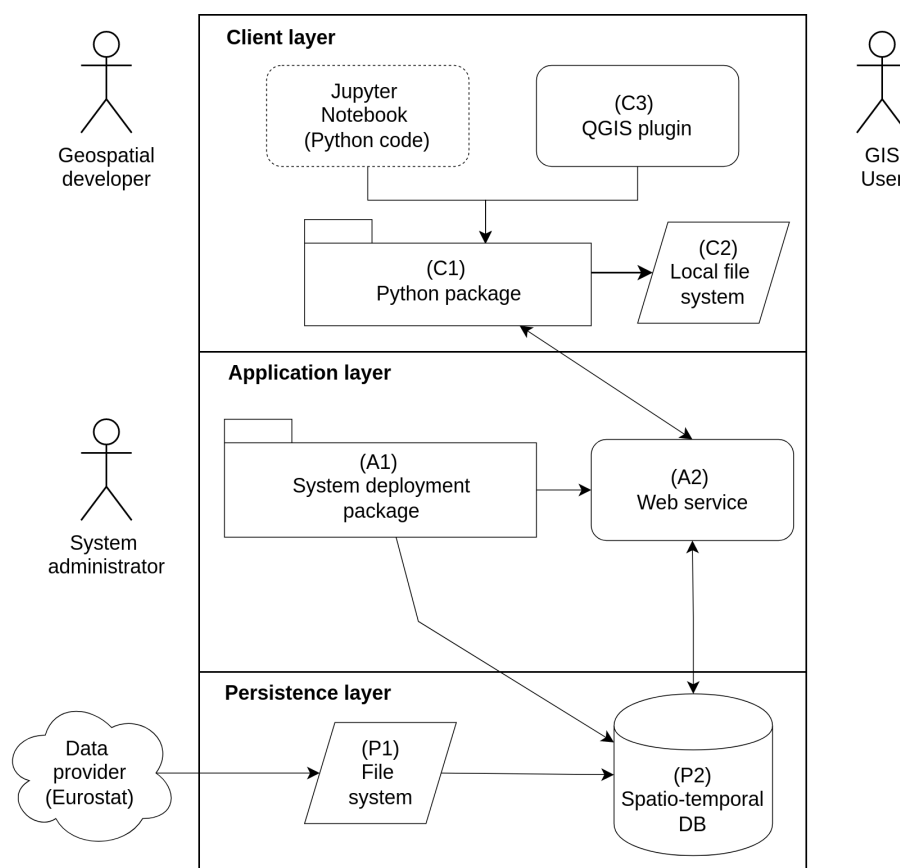 Client layer
Jupyter
Notebook
(Python code)
(C3)
QGIS plugin
Geospatial
developer
GIS
User
(C1)
Python package
(C2)
Local file
system
Application layer
(A1)
System deployment
package
(A2)
Web service
System
administrator
Persistence layer
Data
provider
(Eurostat)
(P1)
File
system
(P2)
Spatio-temporal
DB